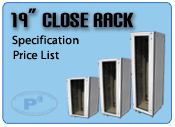 19" CLOSE RACK
Specification
Price List